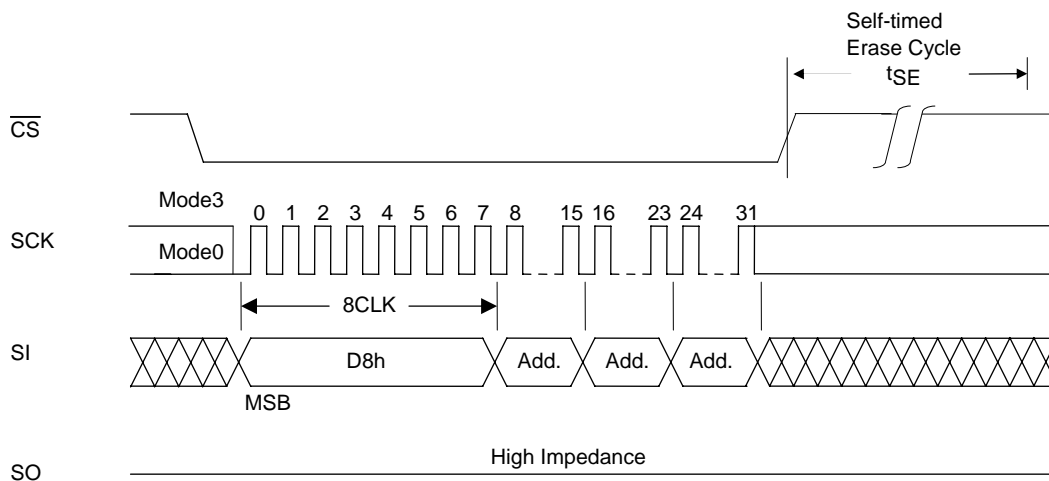 Self-timed
Erase Cycle
tSE
CS
Mode3
0 1 2 3 4 5 6 7 8 15 16 23 24 31
SCK
Mode0
8CLK
SI
D8h Add. Add. Add.
MSB
High Impedance
SO